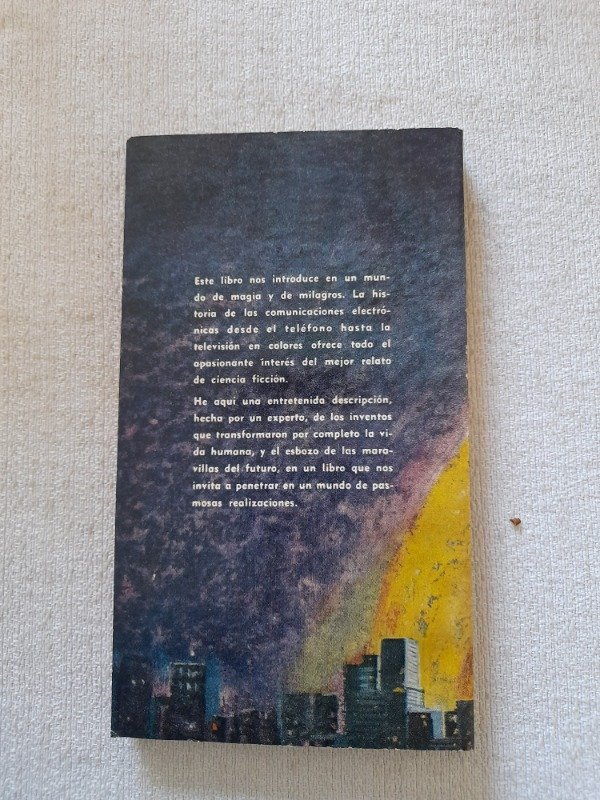 Este libro nos introduce en un mun-
do de magia y de milagros. La his-
toria de las comunicaciones electró-
nicas desde el teléfono hasta la
televisión en colores ofrece todo el
apasionante interés del mejor relato
de ciencia ficción.
He aquí una entretenida descripción,
hecha por un experto, de los inventos
que transformaron por completo la vi-
da humana, y el esbozo de las mara-
villas del futuro, en un libro que nos
invita a penetrar en un mundo de pas-
mosas realizaciones.